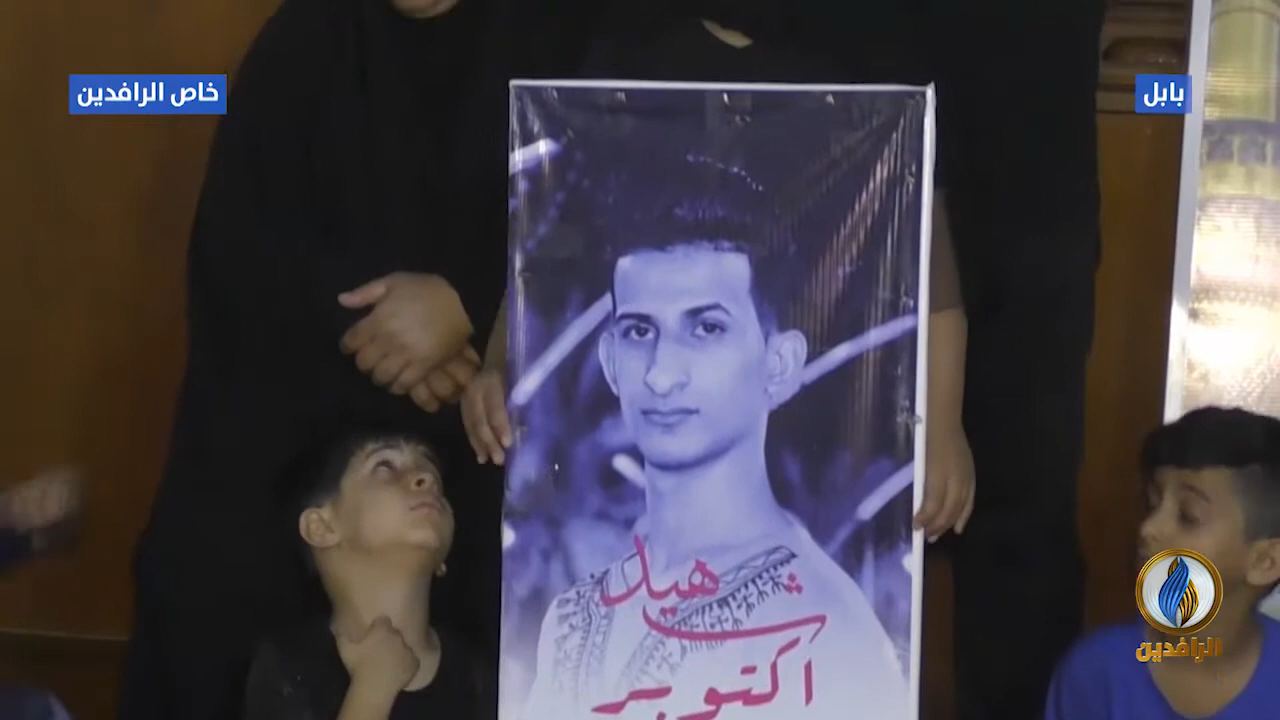 بابل
خاص الرافدين
شهيد
اكتوبر
الرافدين